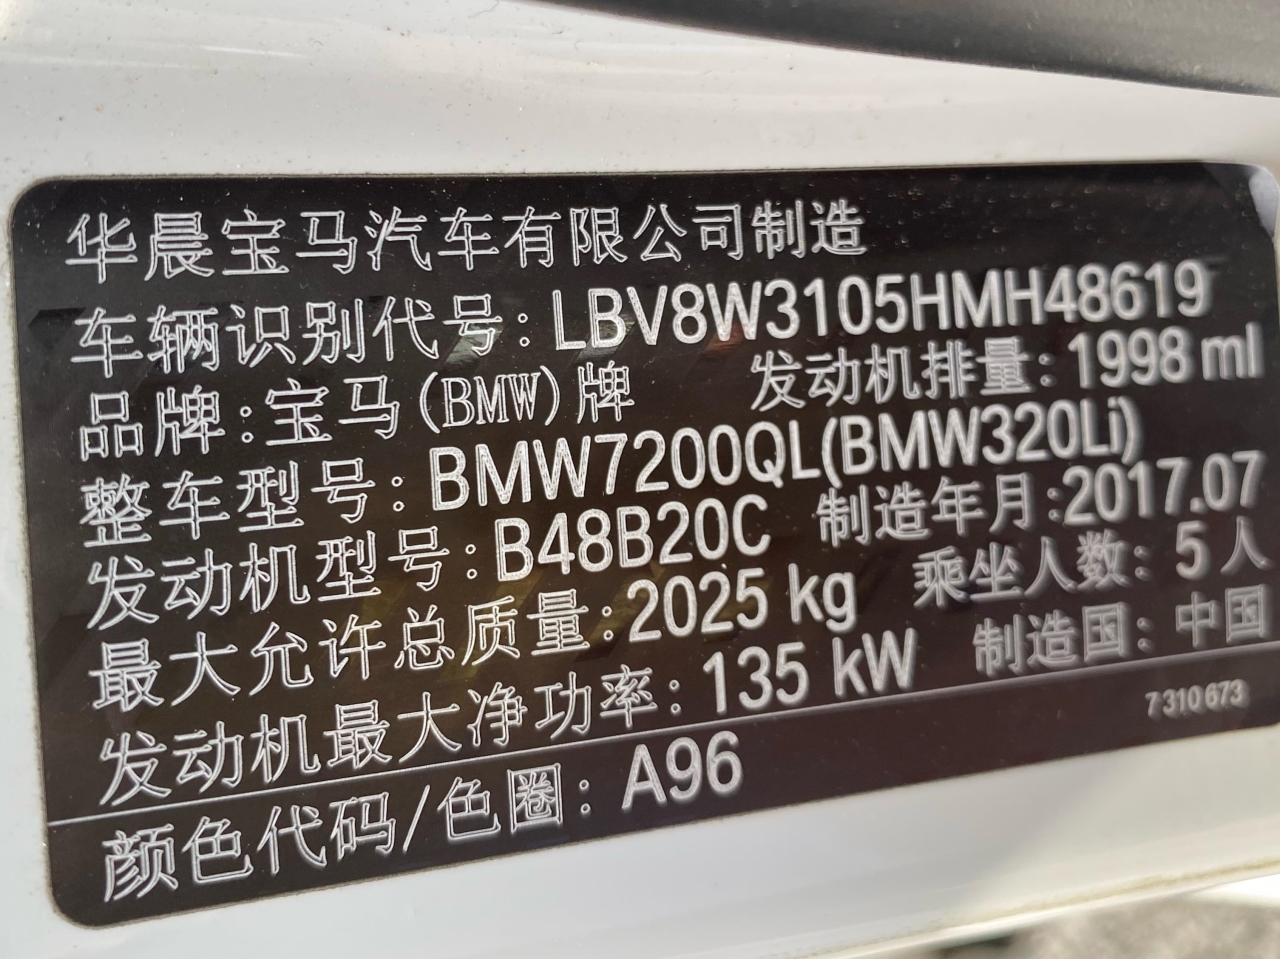 华晨宝马汽车有限公司制造
车辆识别代号: LBV8W3105HMH48619
品牌:宝马(BMW)牌 发动机排量: 1998 ml
整车型号: BMW7200QL(BMW320Li)
发动机型号: B48B20C 制造年月:2017.07
最大允许总质量:2025 kg 乘坐人数: 5 人
发动机最大净功率: 135 kW 制造国: 中国
7310673
颜色代码/色圈: A96